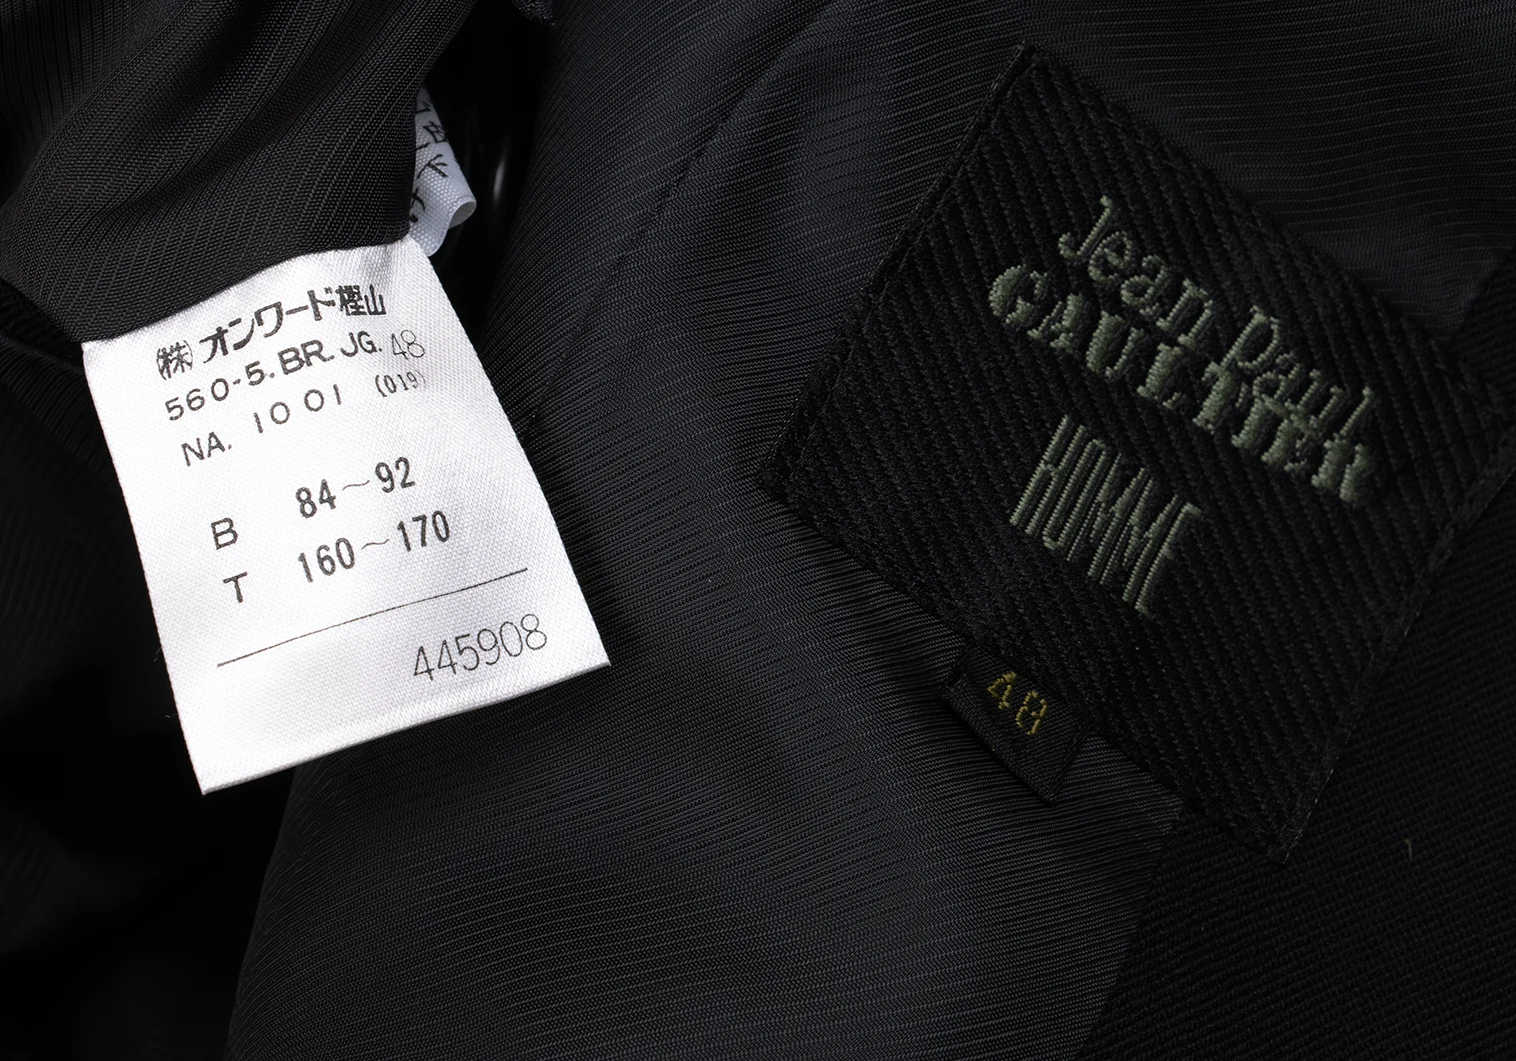 (株) オンワード樫山
560-5. BR. JG. 48
NA. 1001 (019)
B 84～92
T 160～170
445908
Jean Paul
GAULTIER
HOMME
48